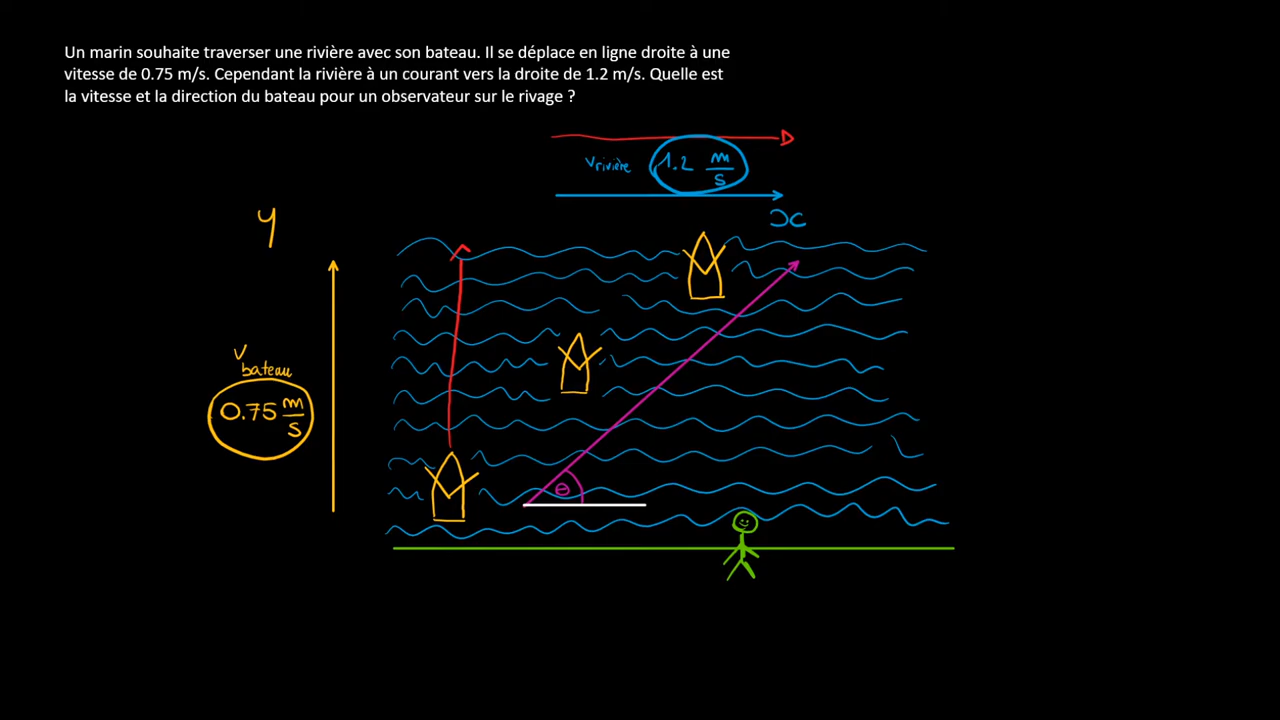 Un marin souhaite traverser une rivière avec son bateau. Il se déplace en ligne droite à une
vitesse de 0.75 m/s. Cependant la rivière à un courant vers la droite de 1.2 m/s. Quelle est
la vitesse et la direction du bateau pour un observateur sur le rivage ?
v rivière 1.2 m/s
x
y
v bateau
0.75 m/s
θ